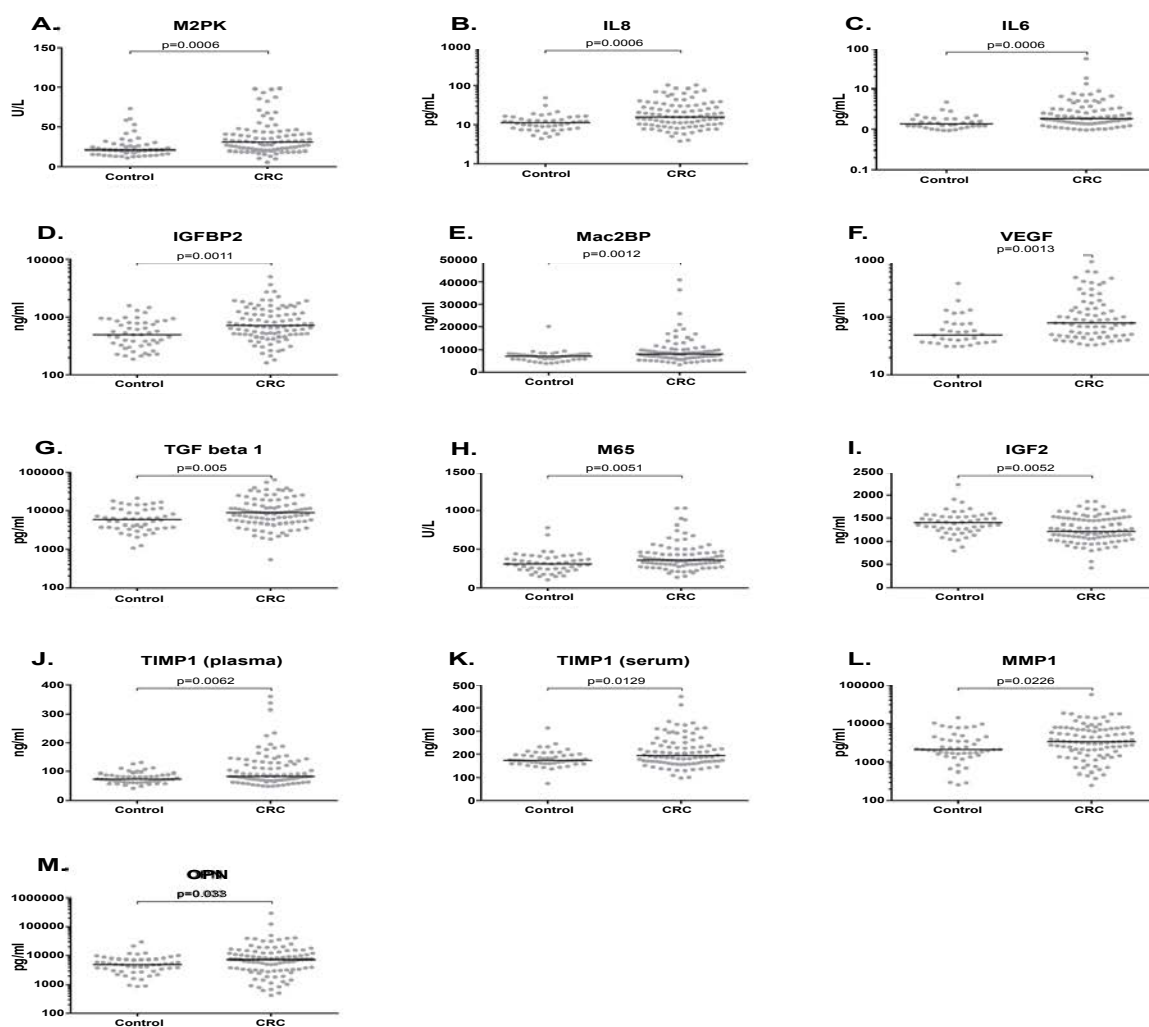 A. M2PK
p=0.0006
150
100
50
0
U/L
Control CRC
B. IL8
p=0.0006
1000
100
10
1
pg/mL
Control CRC
C. IL6
p=0.0006
100
10
0
0.1
pg/mL
Control CRC
D. IGFBP2
p=0.0011
10000
1000
100
ng/ml
Control CRC
E. Mac2BP
p=0.0012
50000
40000
30000
20000
10000
0
ng/ml
Control CRC
F. VEGF
p=0.0013
1000
100
10
pg/ml
Control CRC
G. TGF beta 1
p=0.005
100000
10000
1000
100
pg/ml
Control CRC
H. M65
p=0.0051
1500
1000
500
0
U/L
Control CRC
I. IGF2
p=0.0052
2500
2000
1500
1000
500
0
ng/ml
Control CRC
J. TIMP1 (plasma)
p=0.0062
400
300
200
100
0
ng/ml
Control CRC
K. TIMP1 (serum)
p=0.0129
500
400
300
200
100
0
ng/ml
Control CRC
L. MMP1
p=0.0226
100000
10000
1000
100
pg/ml
Control CRC
M. OPN
p=0.033
1000000
100000
10000
1000
100
pg/ml
Control CRC